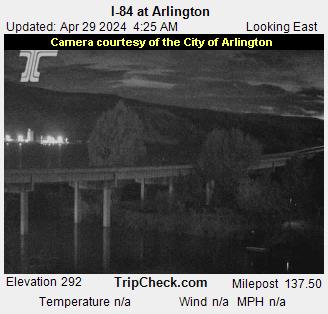 I-84 at Arlington
Updated: Apr 29 2024 4:25 AM Looking East
Camera courtesy of the City of Arlington
Elevation 292 TripCheck.com Milepost 137.50
Temperature n/a Wind n/a MPH n/a